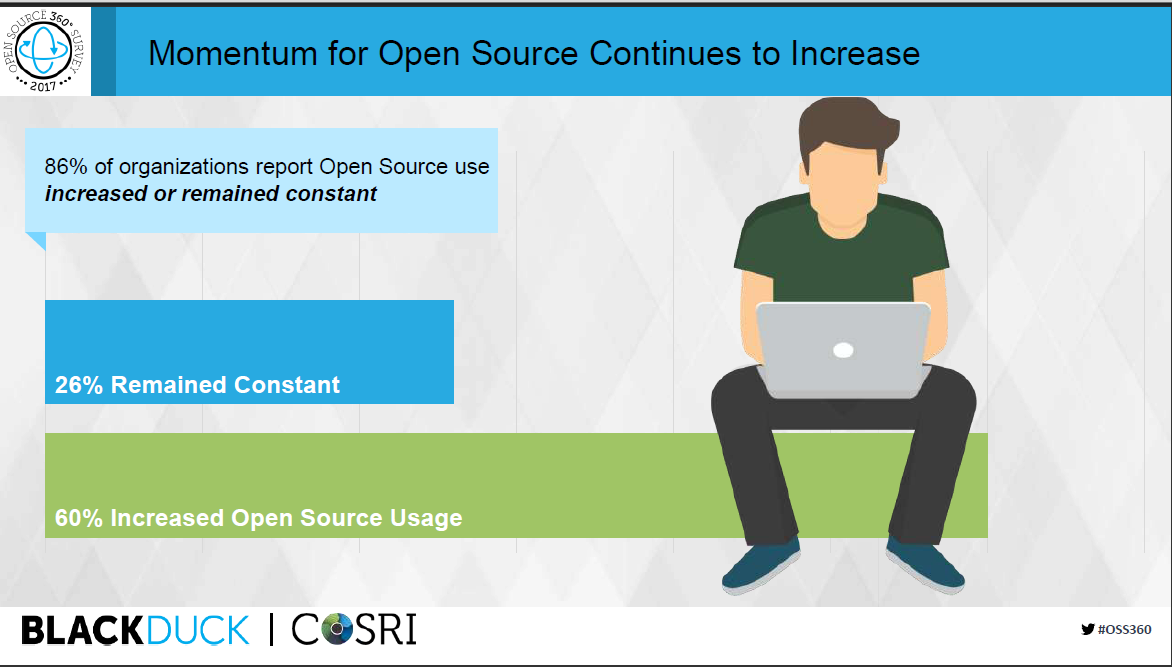 OPEN SOURCE 360° SURVEY
2017
Momentum for Open Source Continues to Increase
86% of organizations report Open Source use
increased or remained constant
26% Remained Constant
60% Increased Open Source Usage
BLACKDUCK | COSRI
#OSS360